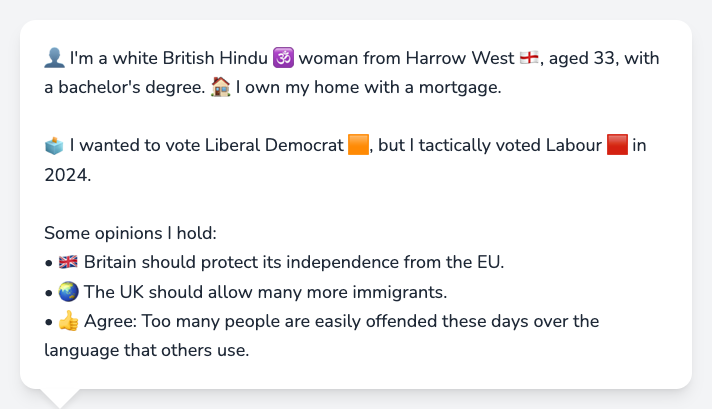 👤 I'm a white British Hindu 🕉️ woman from Harrow West 🏴󠁧󠁢󠁥󠁮󠁧󠁿, aged 33, with
a bachelor's degree. 🏠 I own my home with a mortgage.
🗳️ I wanted to vote Liberal Democrat 🟧, but I tactically voted Labour 🟥 in
2024.
Some opinions I hold:
• 🇬🇧 Britain should protect its independence from the EU.
• 🌏 The UK should allow many more immigrants.
• 👍 Agree: Too many people are easily offended these days over the
language that others use.